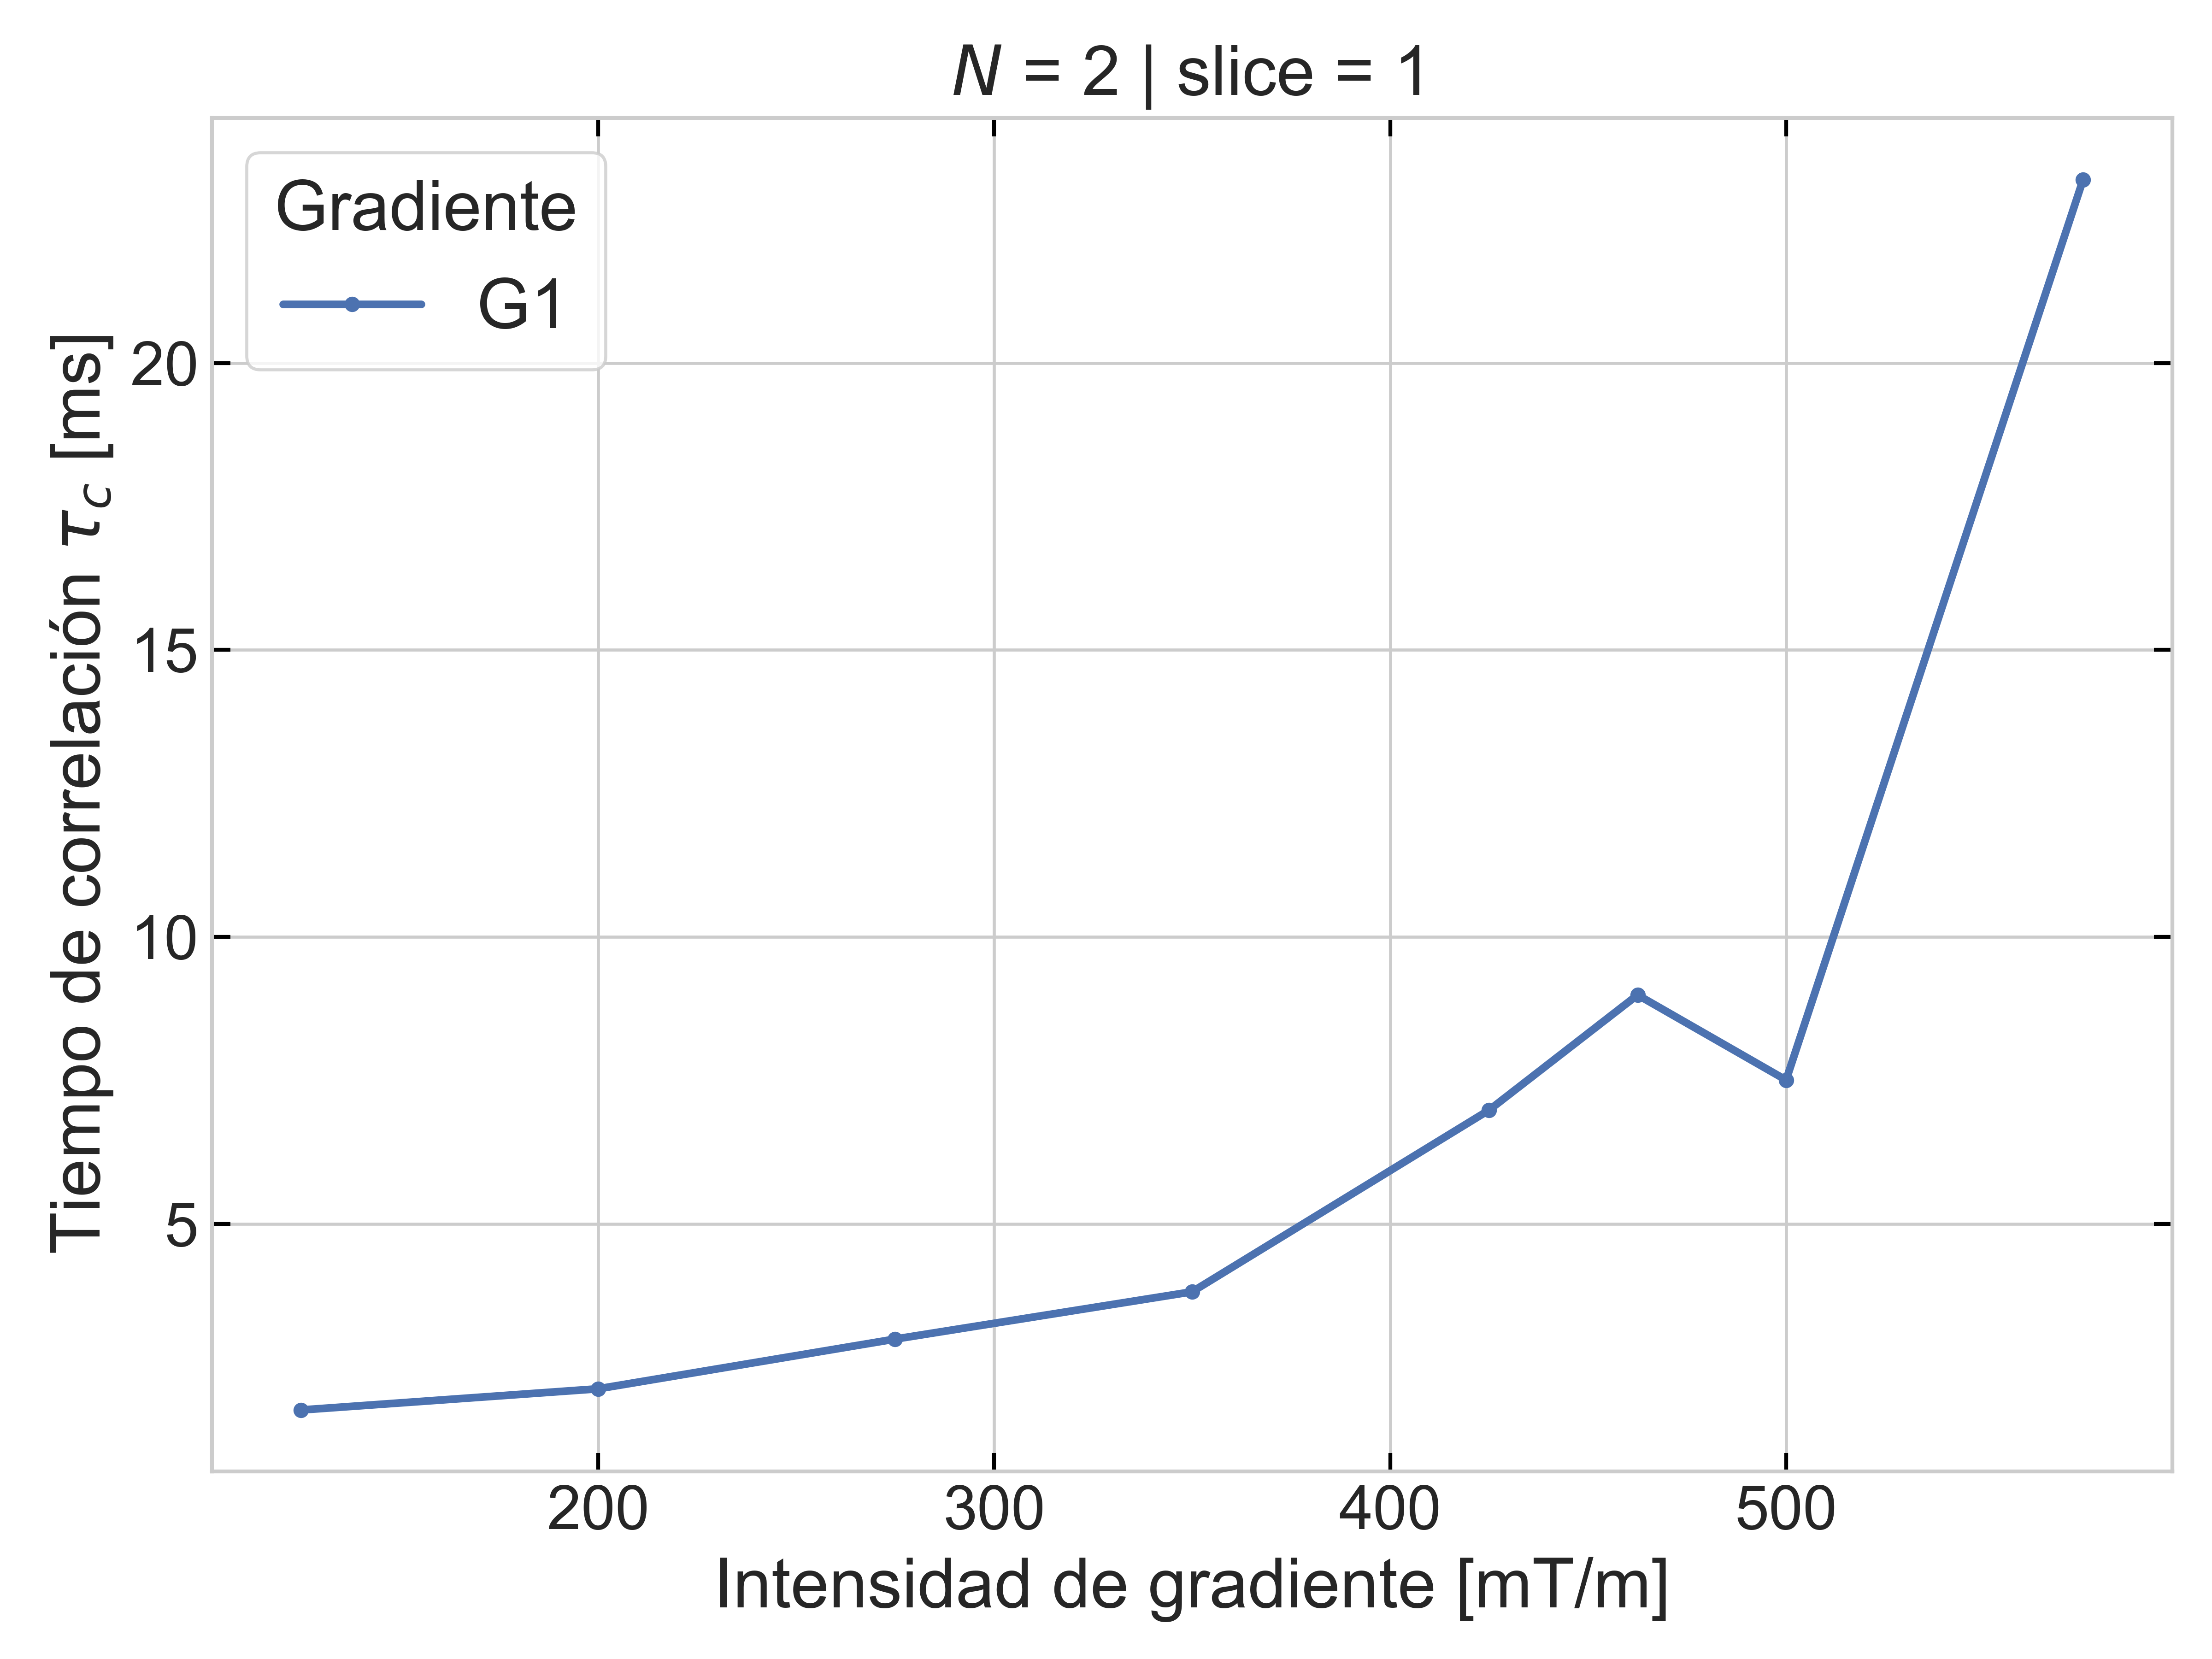 N = 2 | slice = 1
Gradiente
G1
Tiempo de correlación τc [ms]
20
15
10
5
200 300 400 500
Intensidad de gradiente [mT/m]